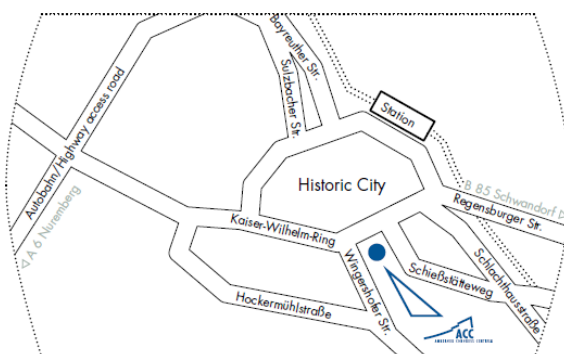 Bayreuther Str.
Sulzbacher Str.
Station
Autobahn/Highway access road
◁ A 6 Nuremberg
Historic City
B 85 Schwandorf ▷
Regensburger Str.
Kaiser-Wilhelm-Ring
Wingershofer Str.
Schießstätteweg
Schlachthausstraße
Hockermühlstraße
ACC